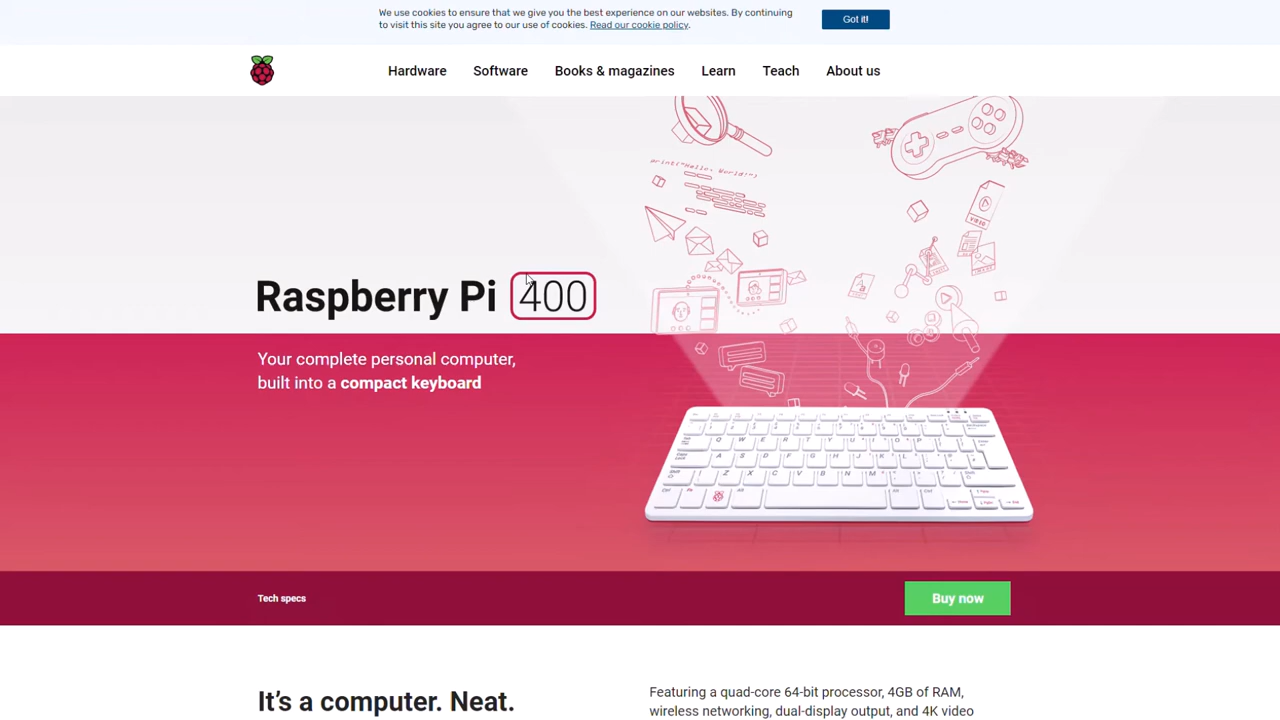 We use cookies to ensure that we give you the best experience on our websites. By continuing
to visit this site you agree to our use of cookies. Read our cookie policy.
Got it!
Hardware Software Books & magazines Learn Teach About us
Raspberry Pi 400
Your complete personal computer,
built into a compact keyboard
Tech specs
Buy now
It's a computer. Neat.
Featuring a quad-core 64-bit processor, 4GB of RAM,
wireless networking, dual-display output, and 4K video